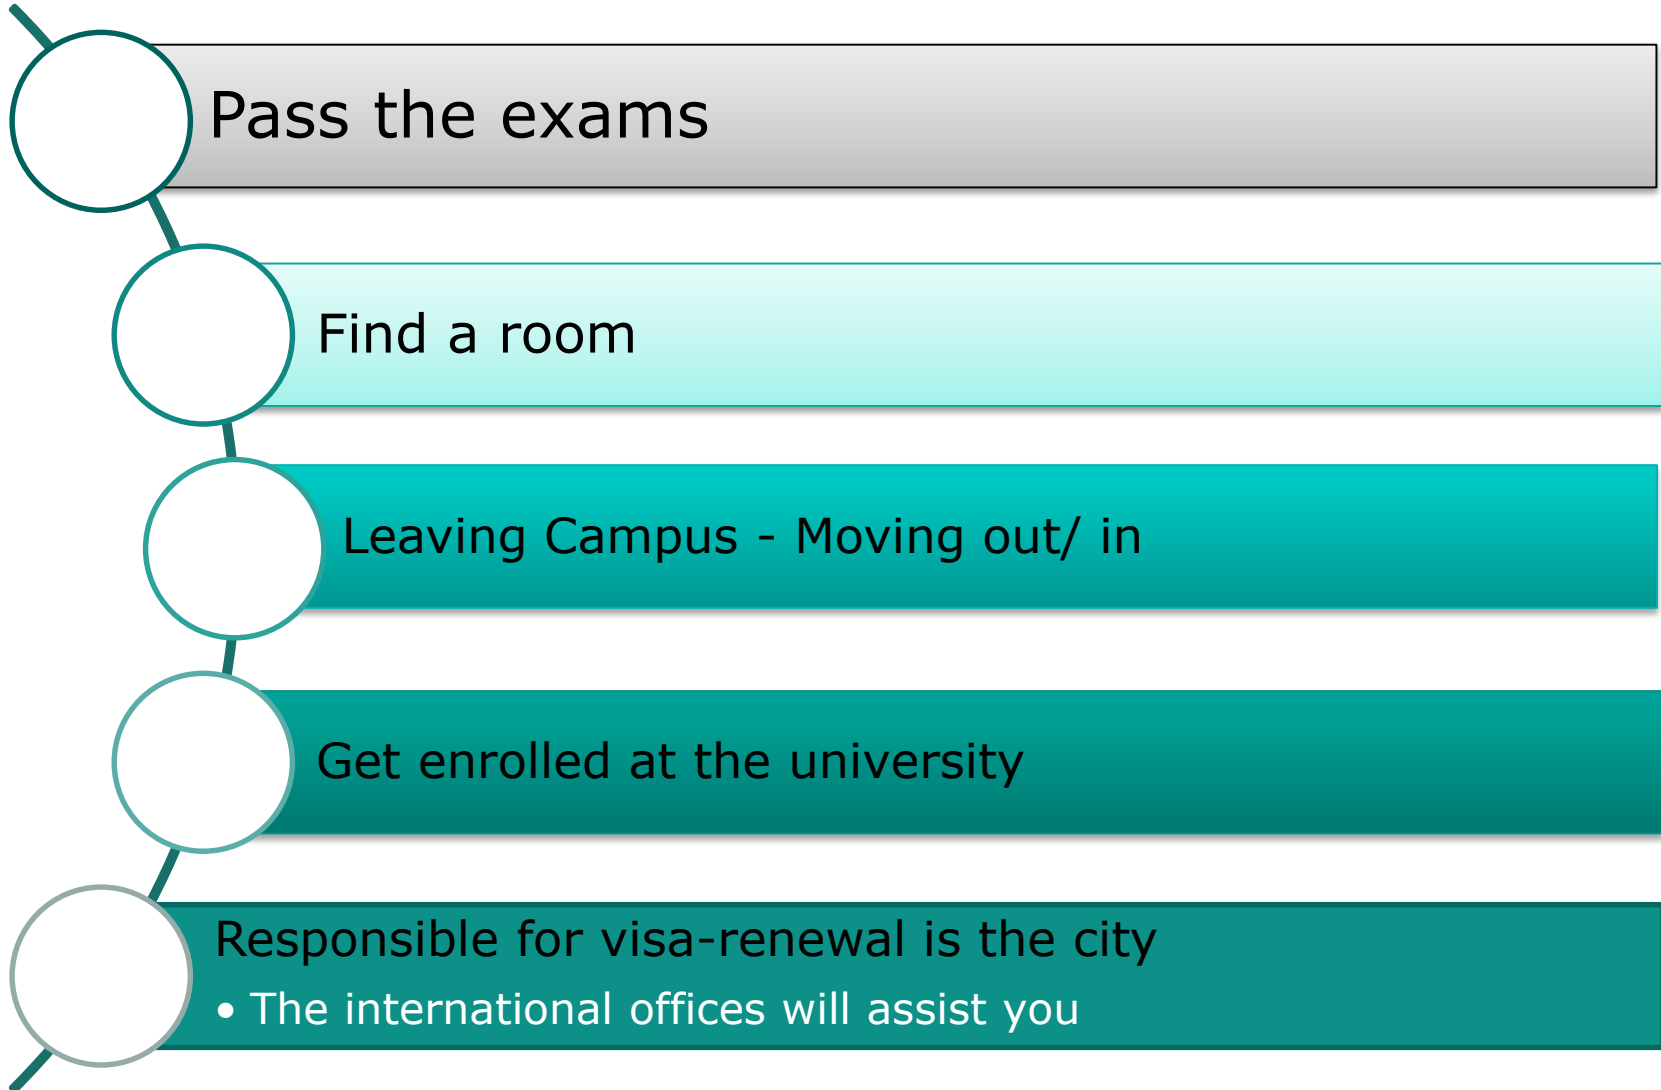 Pass the exams
Find a room
Leaving Campus - Moving out/ in
Get enrolled at the university
Responsible for visa-renewal is the city
• The international offices will assist you